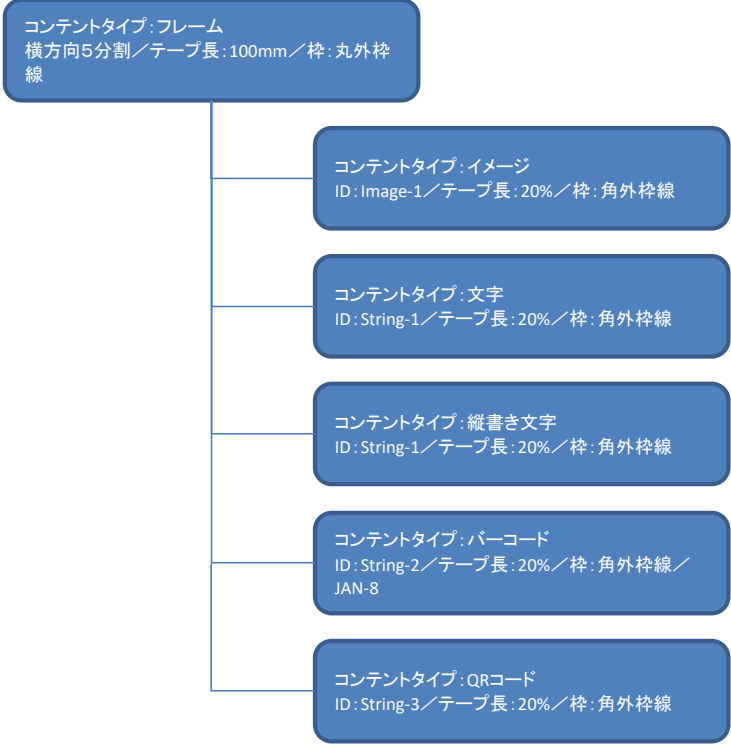 コンテントタイプ:フレーム
横方向5分割／テープ長:100mm／枠:丸外枠
線
コンテントタイプ:イメージ
ID:Image-1／テープ長:20%／枠:角外枠線
コンテントタイプ:文字
ID:String-1／テープ長:20%／枠:角外枠線
コンテントタイプ:縦書き文字
ID:String-1／テープ長:20%／枠:角外枠線
コンテントタイプ:バーコード
ID:String-2／テープ長:20%／枠:角外枠線／
JAN-8
コンテントタイプ:QRコード
ID:String-3／テープ長:20%／枠:角外枠線